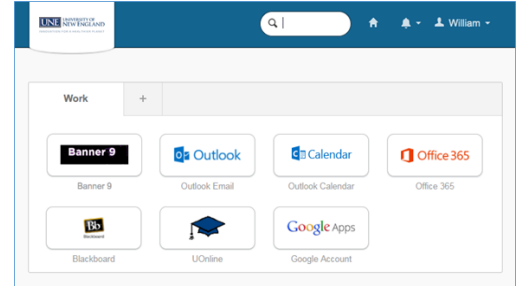 UNE UNIVERSITY OF
NEW ENGLAND
William
Work
+
Banner 9
Outlook
Calendar
Office 365
Banner 9
Outlook Email
Outlook Calendar
Office 365
Bb
Blackboard
Google Apps
Blackboard
UOnline
Google Account